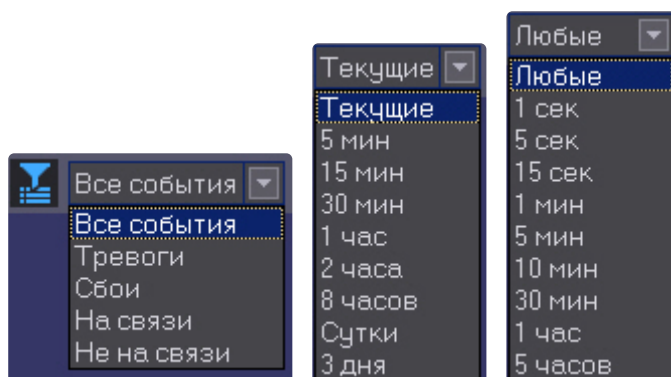 Все события
Все события
Тревоги
Сбои
На связи
Не на связи
Текущие
Текущие
5 мин
15 мин
30 мин
1 час
2 часа
8 часов
Сутки
3 дня
Любые
Любые
1 сек
5 сек
15 сек
1 мин
5 мин
10 мин
30 мин
1 час
5 часов